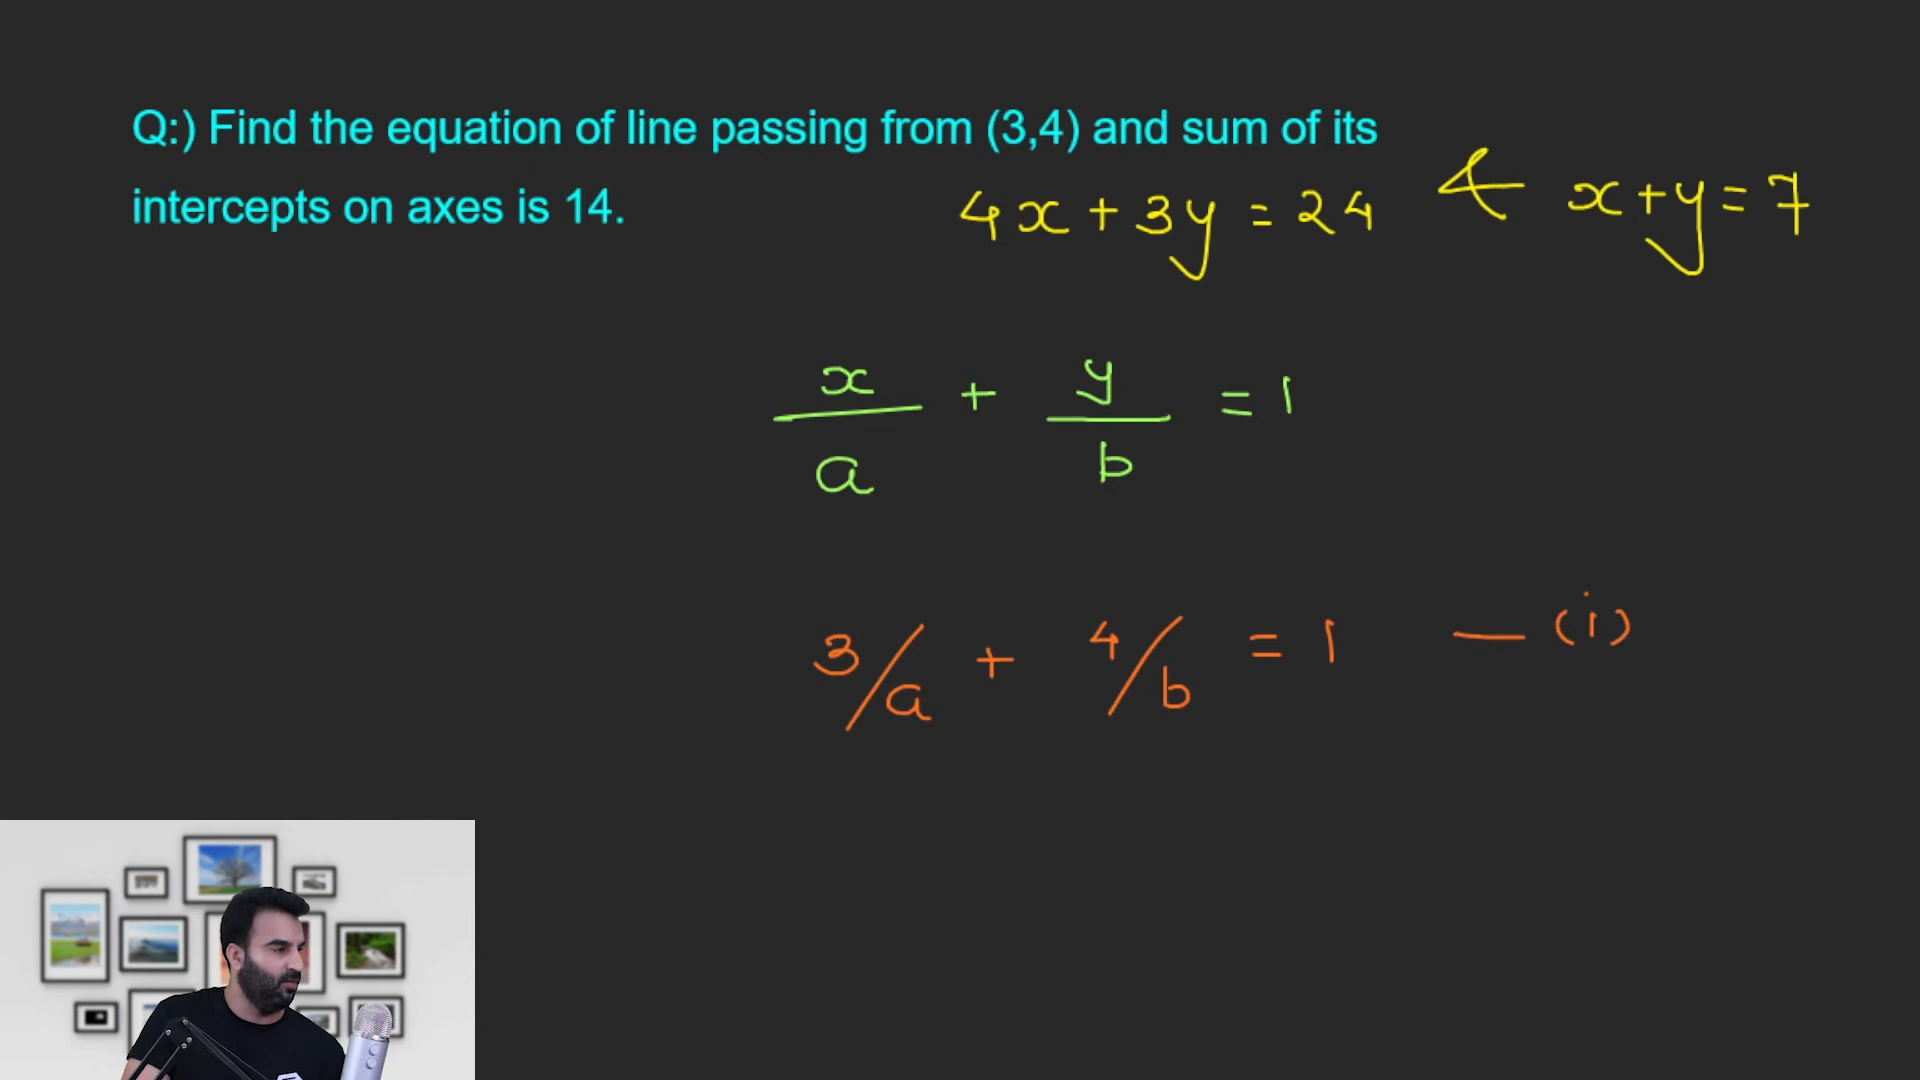 Q:) Find the equation of line passing from (3,4) and sum of its
intercepts on axes is 14.
4x + 3y = 24 & x+y = 7
x/a + y/b = 1
3/a + 4/b = 1 — (i)